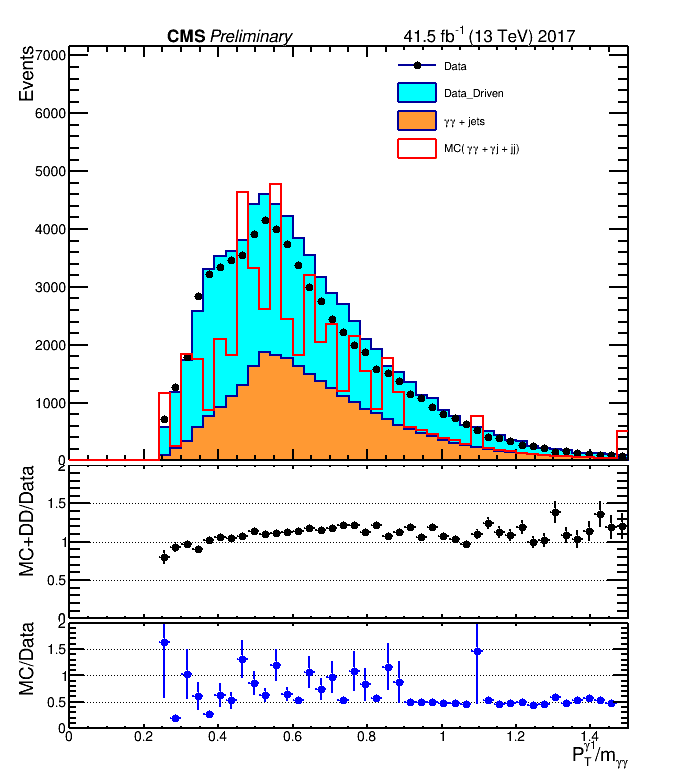 CMS Preliminary 41.5 fb⁻¹ (13 TeV) 2017
Events
7000
6000
5000
4000
3000
2000
1000
0
Data
Data_Driven
γγ + jets
MC( γγ + γj + jj)
MC+DD/Data
2
1.5
1
0.5
0
MC/Data
2
1.5
1
0.5
0
0 0.2 0.4 0.6 0.8 1 1.2 1.4
P_T^γ1/m_γγ